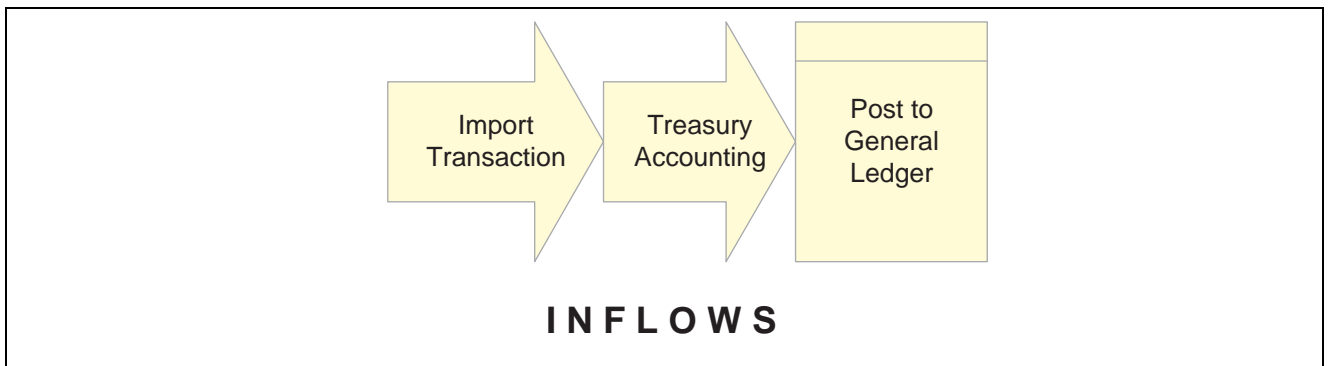 Import
Transaction
Treasury
Accounting
Post to
General
Ledger
I N F L O W S